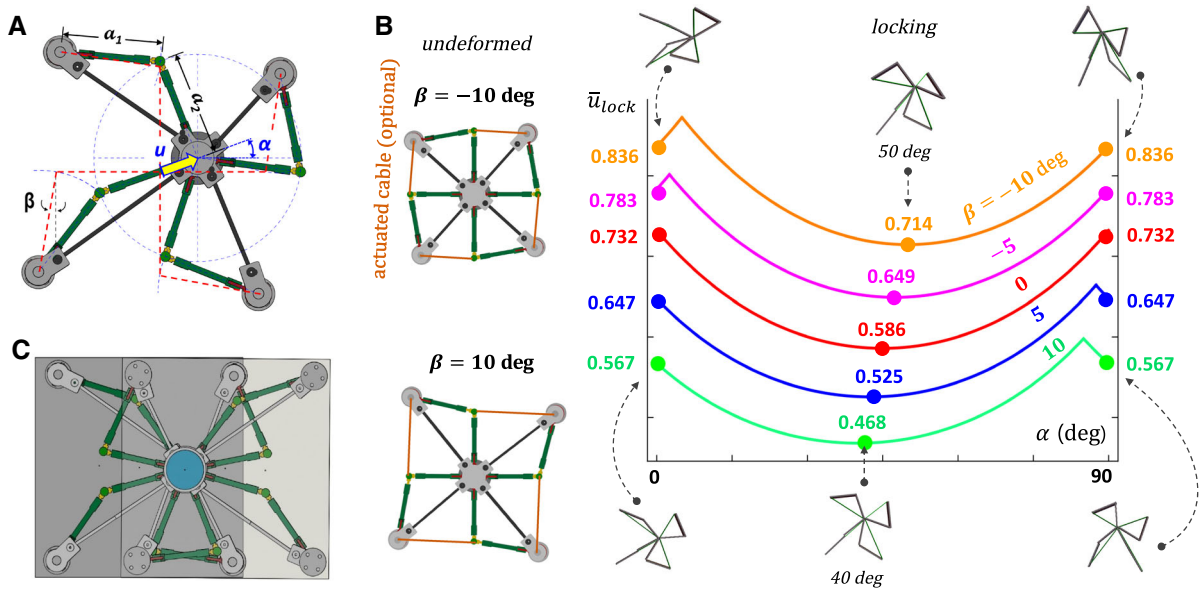 A
a₁
a₂
u
α
β
B
undeformed
β = −10 deg
actuated cable (optional)
β = 10 deg
C
locking
ū lock
50 deg
β = −10 deg
−5
0
5
10
0.836
0.783
0.732
0.647
0.567
0.714
0.649
0.586
0.525
0.468
0.836
0.783
0.732
0.647
0.567
α (deg)
0
90
40 deg